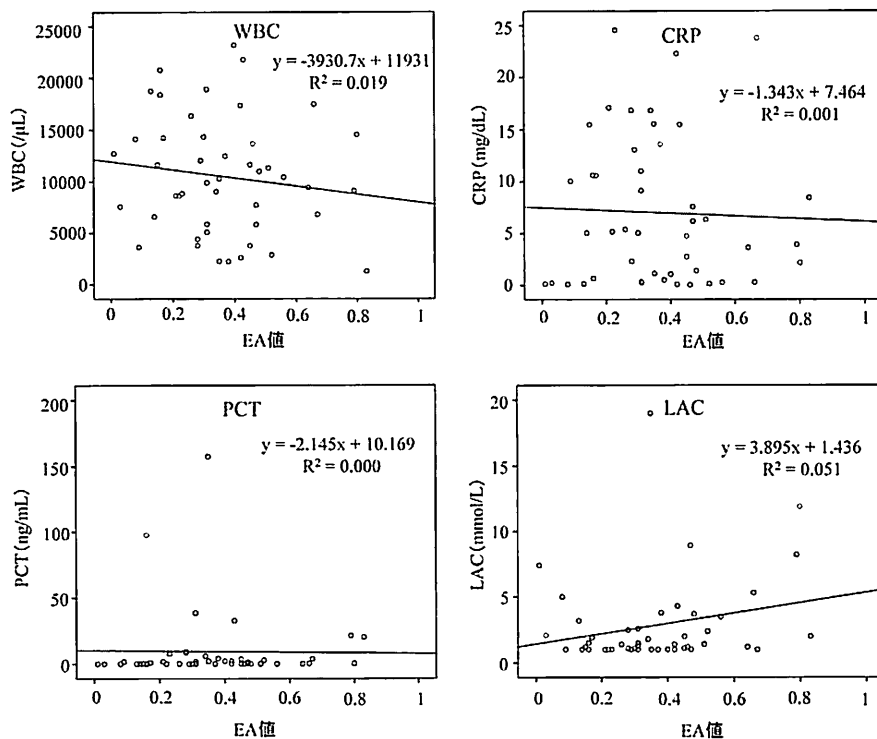 WBC
y = -3930.7x + 11931
R² = 0.019
WBC(/μL)
25000
20000
15000
10000
5000
0
0 0.2 0.4 0.6 0.8 1
EA値
CRP
y = -1.343x + 7.464
R² = 0.001
CRP(mg/dL)
25
20
15
10
5
0
0 0.2 0.4 0.6 0.8 1
EA値
PCT
y = -2.145x + 10.169
R² = 0.000
PCT(ng/mL)
200
150
100
50
0
0 0.2 0.4 0.6 0.8 1
EA値
LAC
y = 3.895x + 1.436
R² = 0.051
LAC(mmol/L)
20
15
10
5
0
0 0.2 0.4 0.6 0.8 1
EA値